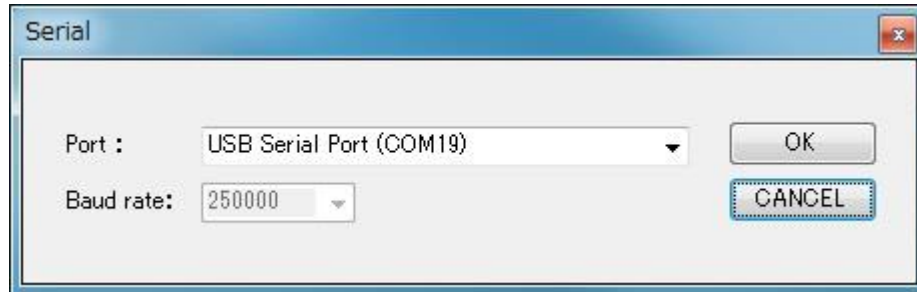 Serial
Port : USB Serial Port (COM19) OK
Baud rate: 250000 CANCEL